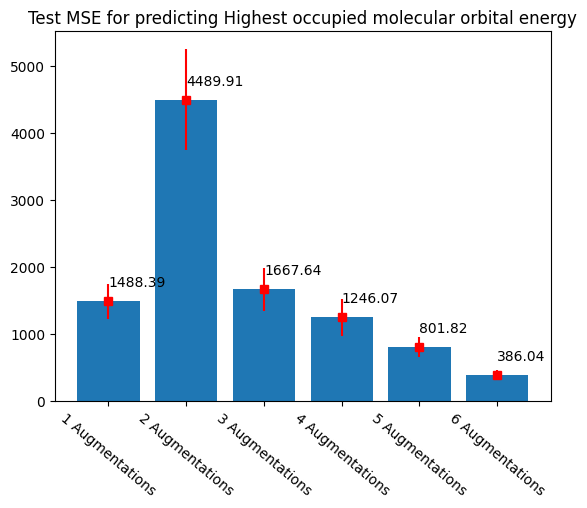 Test MSE for predicting Highest occupied molecular orbital energy
5000
4000
3000
2000
1000
0
1488.39
4489.91
1667.64
1246.07
801.82
386.04
1 Augmentations
2 Augmentations
3 Augmentations
4 Augmentations
5 Augmentations
6 Augmentations